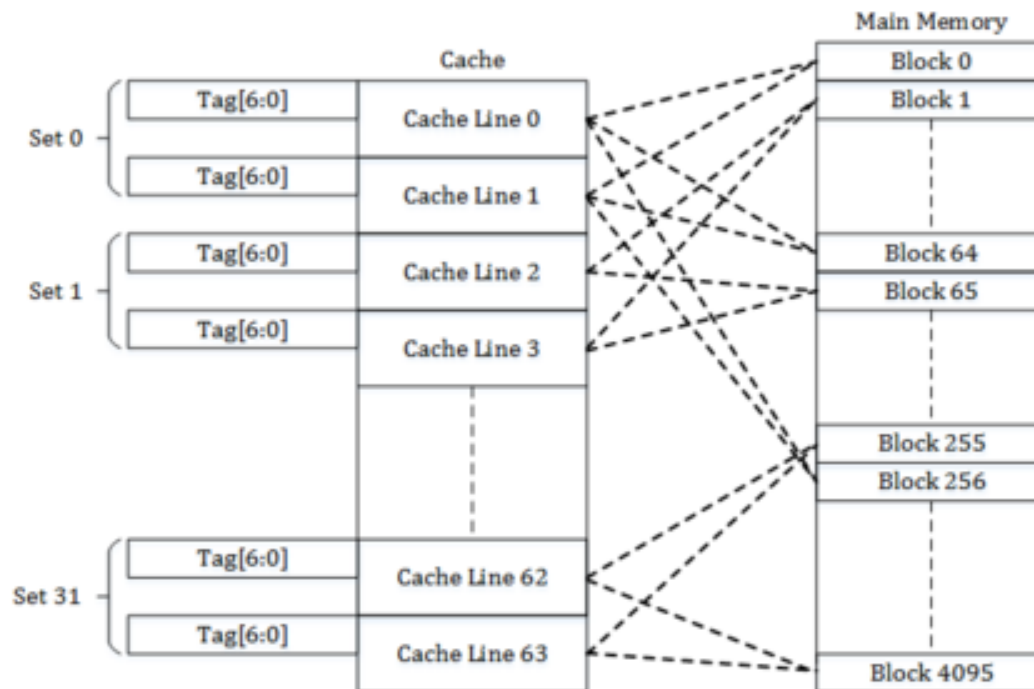 Main Memory
Block 0
Cache
Tag[6:0]
Cache Line 0
Block 1
Set 0
Tag[6:0]
Cache Line 1
Tag[6:0]
Cache Line 2
Block 64
Set 1
Block 65
Tag[6:0]
Cache Line 3
Block 255
Block 256
Tag[6:0]
Cache Line 62
Set 31
Tag[6:0]
Cache Line 63
Block 4095